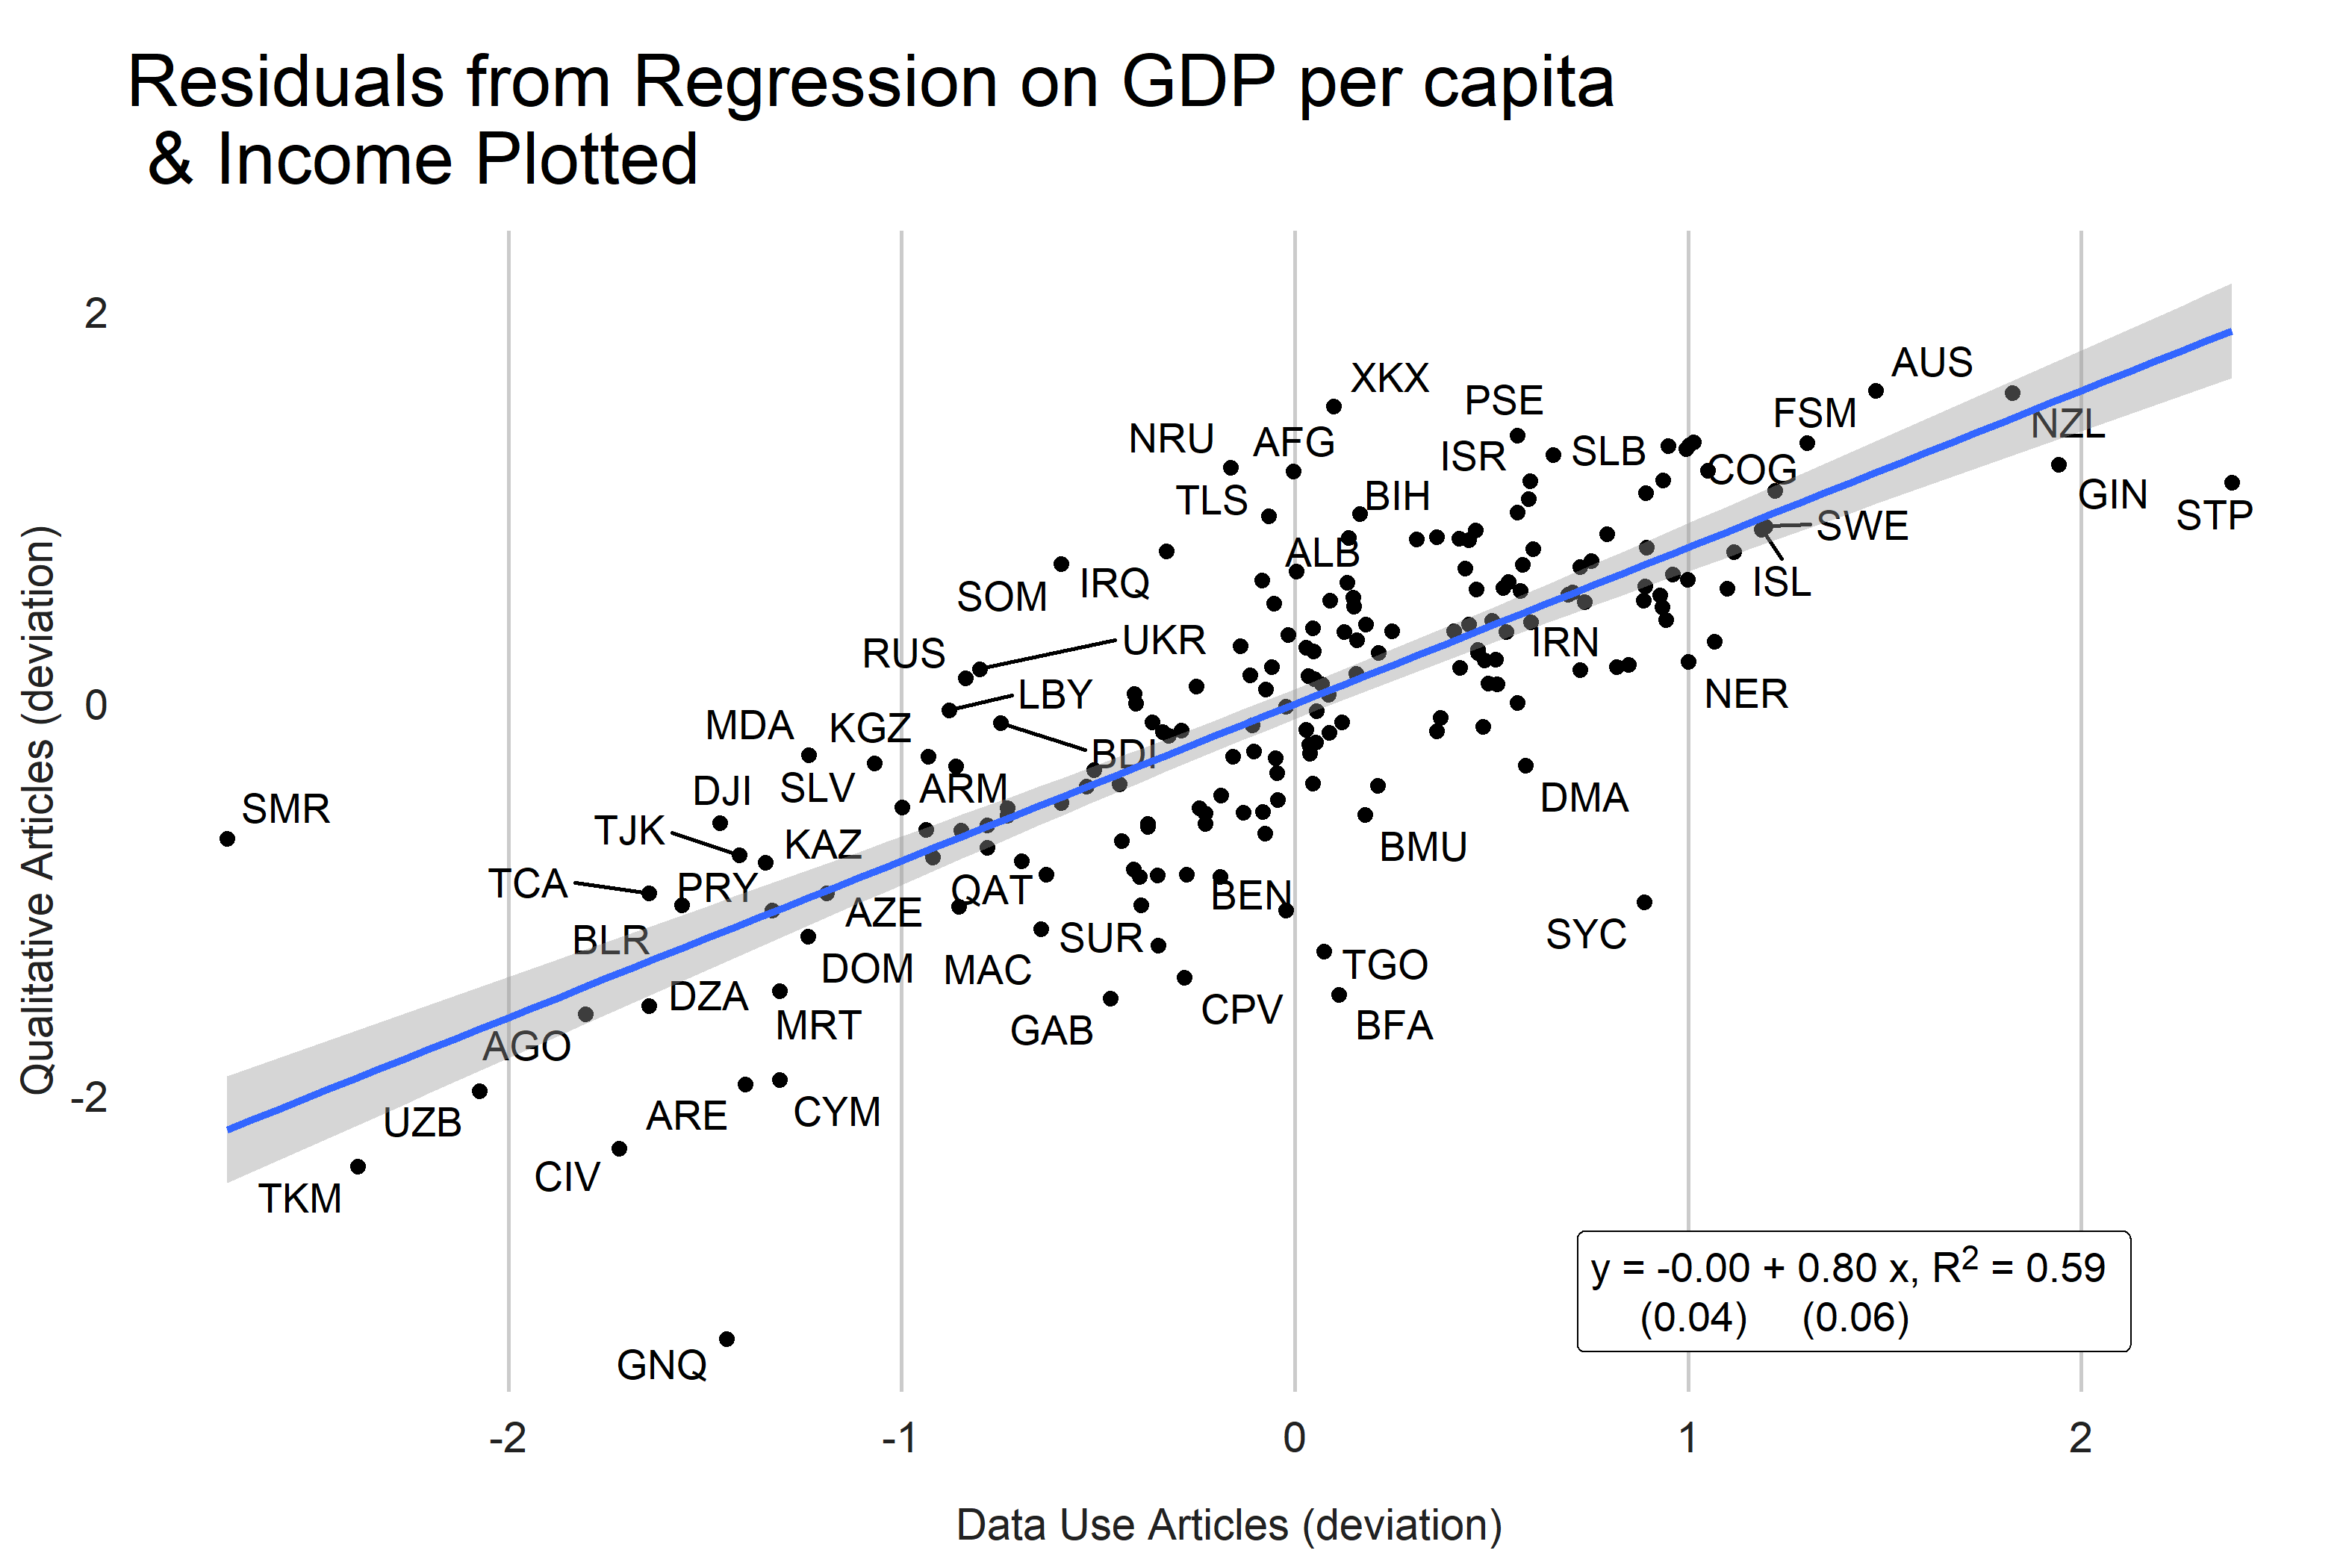 Residuals from Regression on GDP per capita
& Income Plotted
Qualitative Articles (deviation)
2
0
-2
XKX
AUS
PSE
FSM
NRU
AFG
NZL
ISR
SLB
COG
TLS
BIH
GIN
STP
SWE
ALB
IRQ
SOM
ISL
UKR
RUS
IRN
LBY
NER
MDA
KGZ
BDI
SLV
ARM
DJI
DMA
SMR
TJK
KAZ
BMU
TCA
PRY
QAT
BEN
AZE
BLR
SUR
SYC
DOM
MAC
TGO
DZA
CPV
MRT
GAB
BFA
AGO
ARE
CYM
UZB
CIV
TKM
y = -0.00 + 0.80 x, R² = 0.59
(0.04) (0.06)
GNQ
-2 -1 0 1 2
Data Use Articles (deviation)